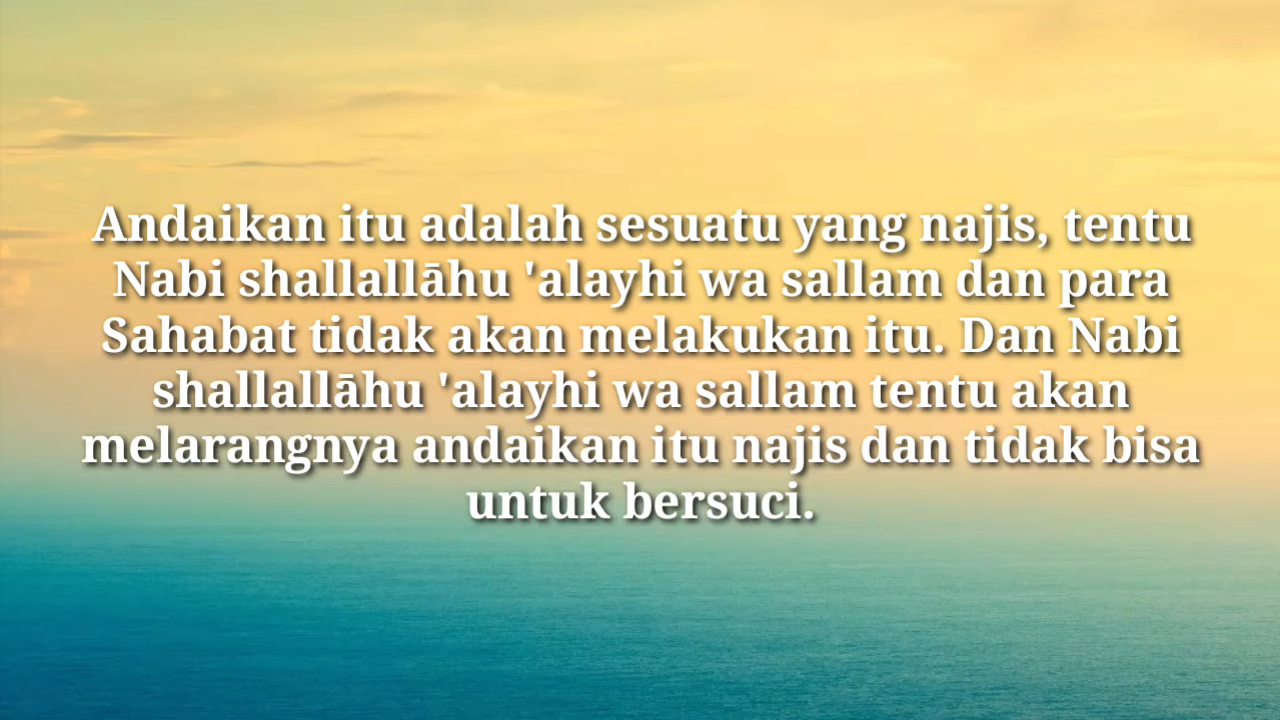 Andaikan itu adalah sesuatu yang najis, tentu
Nabi shallallāhu 'alayhi wa sallam dan para
Sahabat tidak akan melakukan itu. Dan Nabi
shallallāhu 'alayhi wa sallam tentu akan
melarangnya andaikan itu najis dan tidak bisa
untuk bersuci.